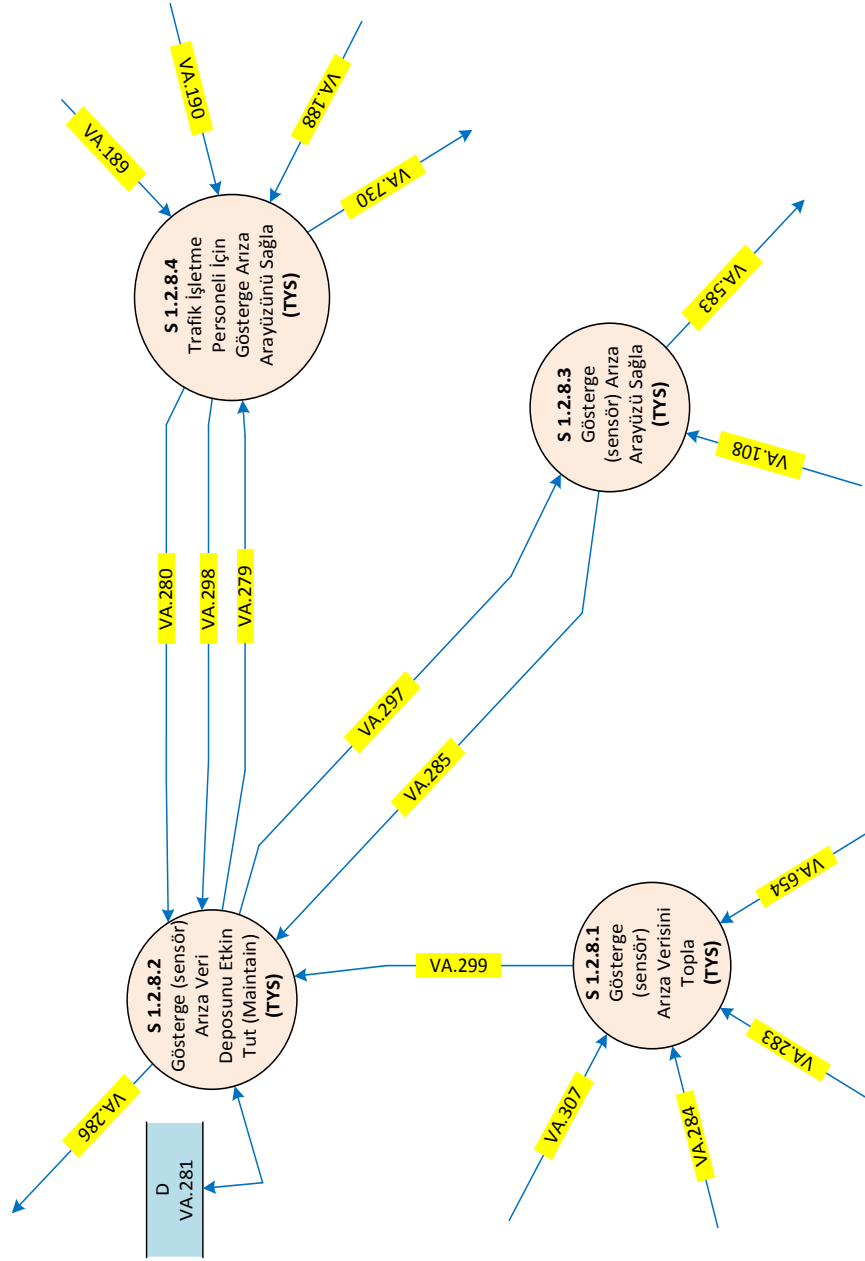 VA.189
VA.190
VA.188
VA.730
S 1.2.8.4
Trafik İşletme
Personeli İçin
Gösterge Arıza
Arayüzünü Sağla
(TYS)
VA.280
VA.298
VA.279
VA.583
S 1.2.8.3
Gösterge
(sensör) Arıza
Arayüzü Sağla
(TYS)
VA.108
VA.297
VA.285
S 1.2.8.2
Gösterge (sensör)
Arıza Veri
Deposunu Etkin
Tut (Maintain)
(TYS)
VA.286
D
VA.281
VA.299
S 1.2.8.1
Gösterge
(sensör)
Arıza Verisini
Topla
(TYS)
VA.654
VA.307
VA.284
VA.283